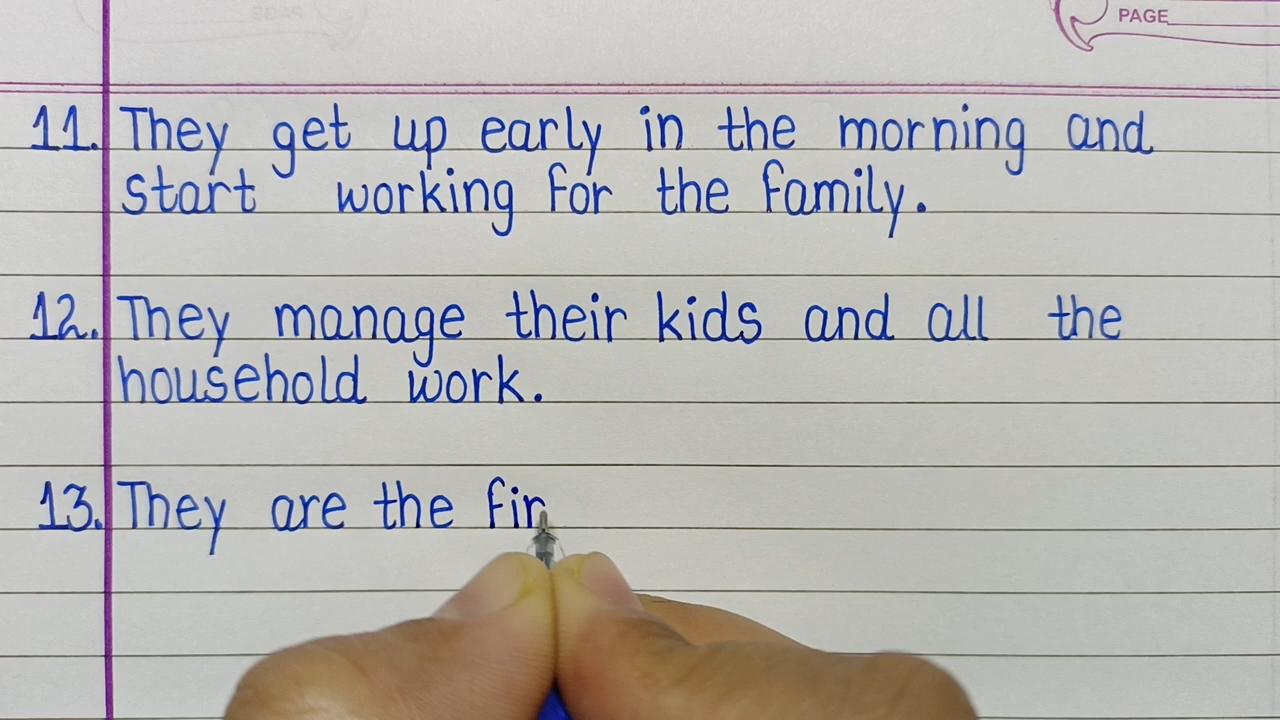 PAGE
11. They get up early in the morning and
start working for the family.
12. They manage their kids and all the
household work.
13. They are the fir